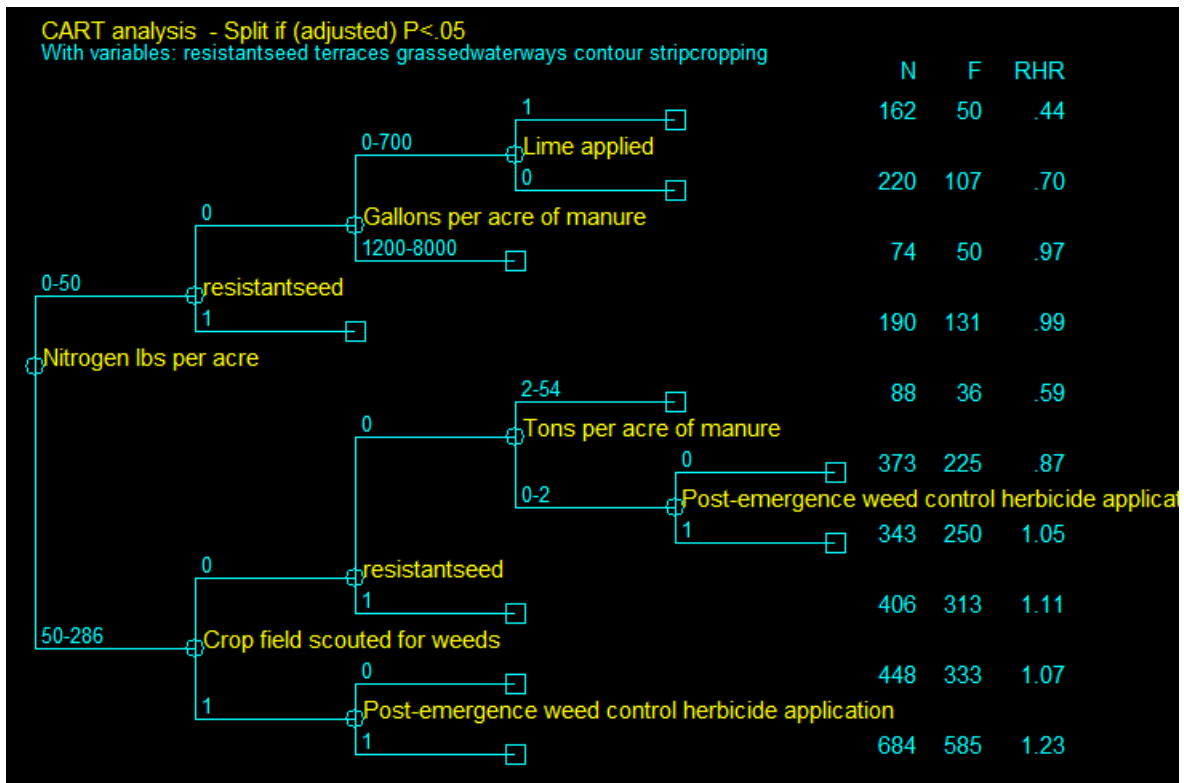 CART analysis - Split if (adjusted) P<.05
With variables: resistantseed terraces grassedwaterways contour stripcropping
N F RHR
1 162 50 .44
0-700 Lime applied
0 220 107 .70
0 Gallons per acre of manure
1200-8000 74 50 .97
0-50 resistantseed
1 190 131 .99
Nitrogen lbs per acre
2-54 88 36 .59
0 Tons per acre of manure
0 373 225 .87
0-2 Post-emergence weed control herbicide applicat
1 343 250 1.05
0 resistantseed
1 406 313 1.11
50-286 Crop field scouted for weeds
0 448 333 1.07
1 Post-emergence weed control herbicide application
1 684 585 1.23